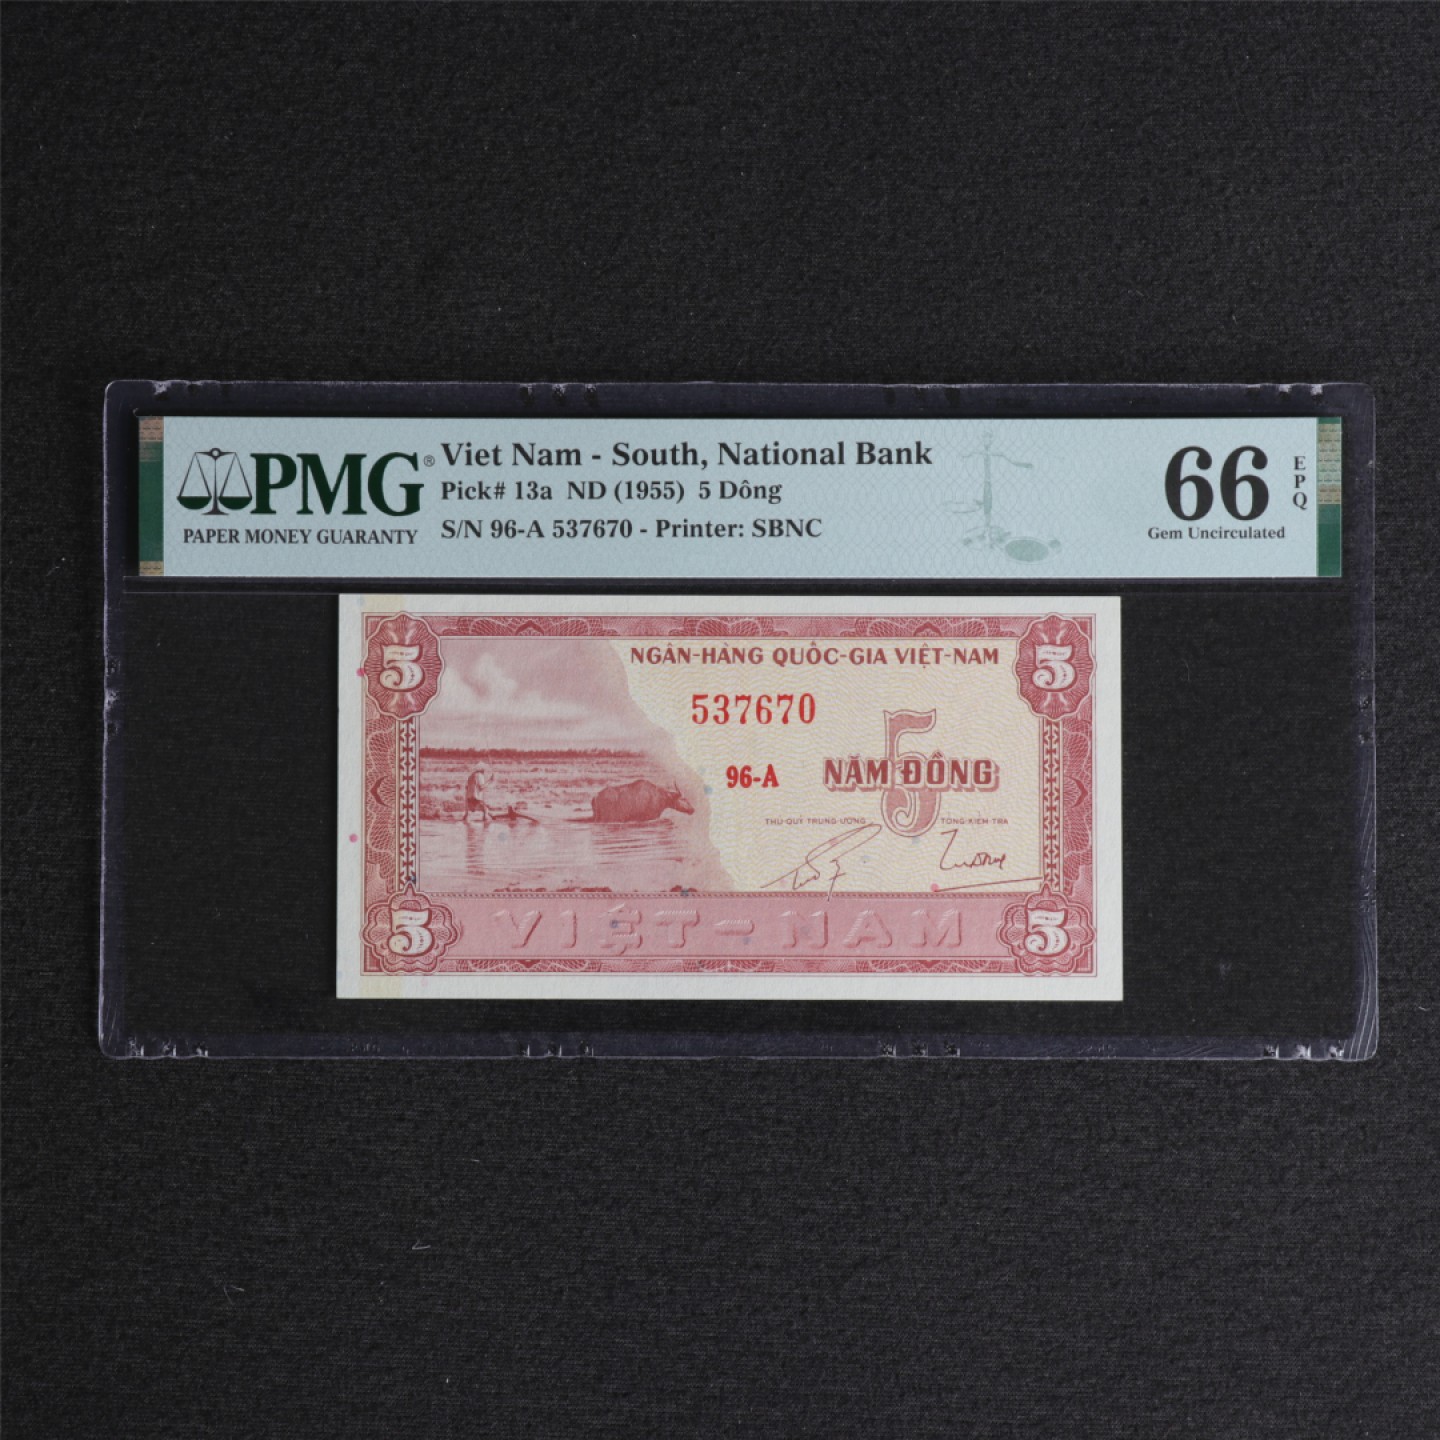 PMG®
PAPER MONEY GUARANTY
Viet Nam - South, National Bank
Pick# 13a ND (1955) 5 Dông
S/N 96-A 537670 - Printer: SBNC
66
EPQ
Gem Uncirculated
5
5
NGÂN-HÀNG QUỐC-GIA VIỆT-NAM
537670
5
96-A
NĂM ĐỒNG
THỦ-QUỸ TRUNG-ƯƠNG
TỔNG-KIỂM-TRA
5
VIỆT-NAM
5